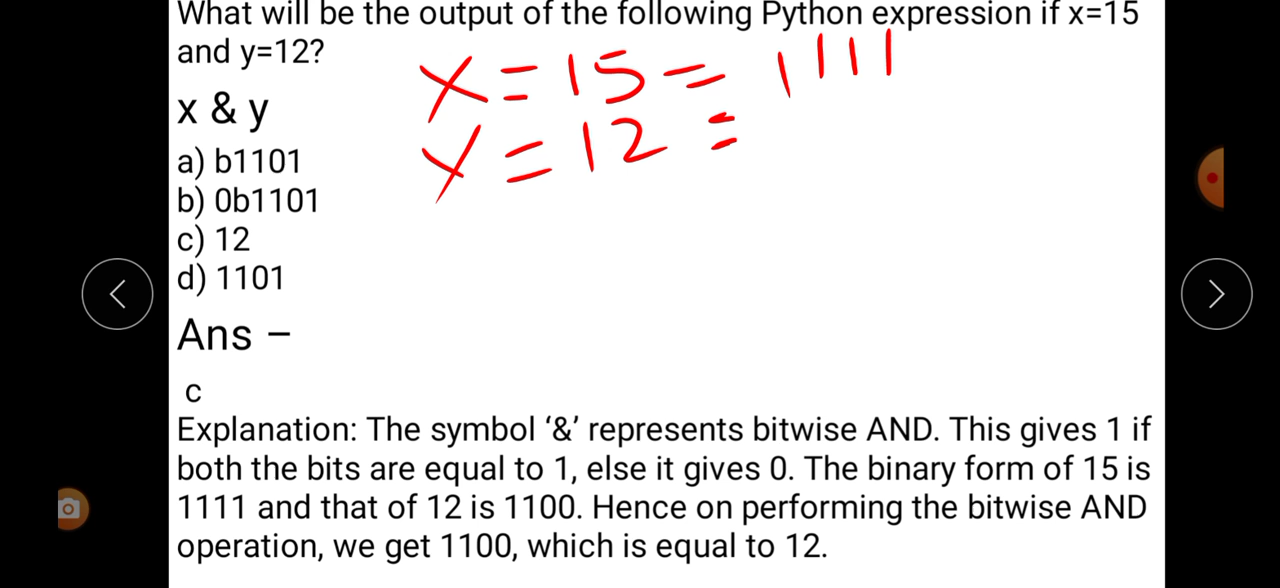 What will be the output of the following Python expression if x=15
and y=12?
x = 15 = 1111
x & y
y = 12 =
a) b1101
b) 0b1101
c) 12
d) 1101
Ans –
c
Explanation: The symbol ‘&’ represents bitwise AND. This gives 1 if
both the bits are equal to 1, else it gives 0. The binary form of 15 is
1111 and that of 12 is 1100. Hence on performing the bitwise AND
operation, we get 1100, which is equal to 12.